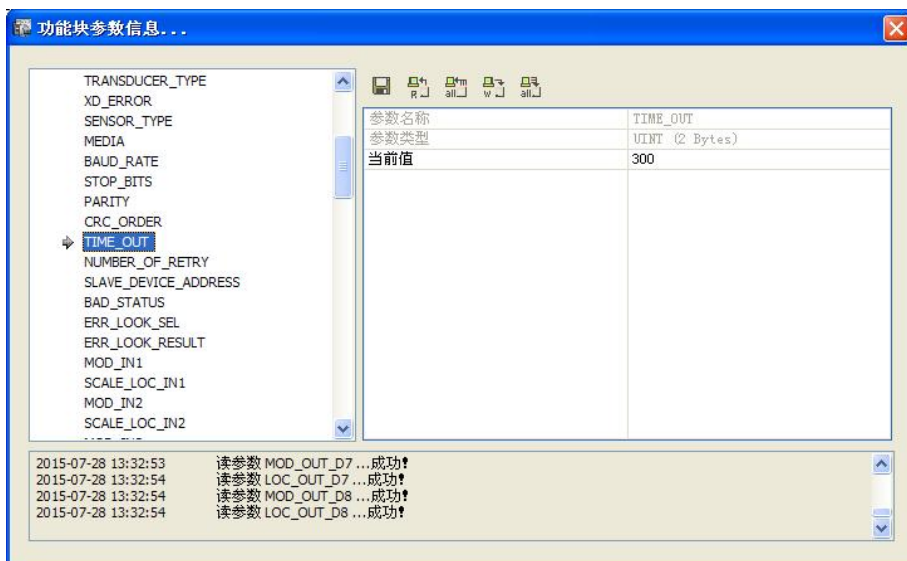 功能块参数信息...
TRANSDUCER_TYPE
XD_ERROR
SENSOR_TYPE
MEDIA
BAUD_RATE
STOP_BITS
PARITY
CRC_ORDER
TIME_OUT
NUMBER_OF_RETRY
SLAVE_DEVICE_ADDRESS
BAD_STATUS
ERR_LOOK_SEL
ERR_LOOK_RESULT
MOD_IN1
SCALE_LOC_IN1
MOD_IN2
SCALE_LOC_IN2
R all w all
参数名称 TIME_OUT
参数类型 UINT (2 Bytes)
当前值 300
2015-07-28 13:32:53 读参数 MOD_OUT_D7 ...成功!
2015-07-28 13:32:54 读参数 LOC_OUT_D7 ...成功!
2015-07-28 13:32:54 读参数 MOD_OUT_D8 ...成功!
2015-07-28 13:32:54 读参数 LOC_OUT_D8 ...成功!